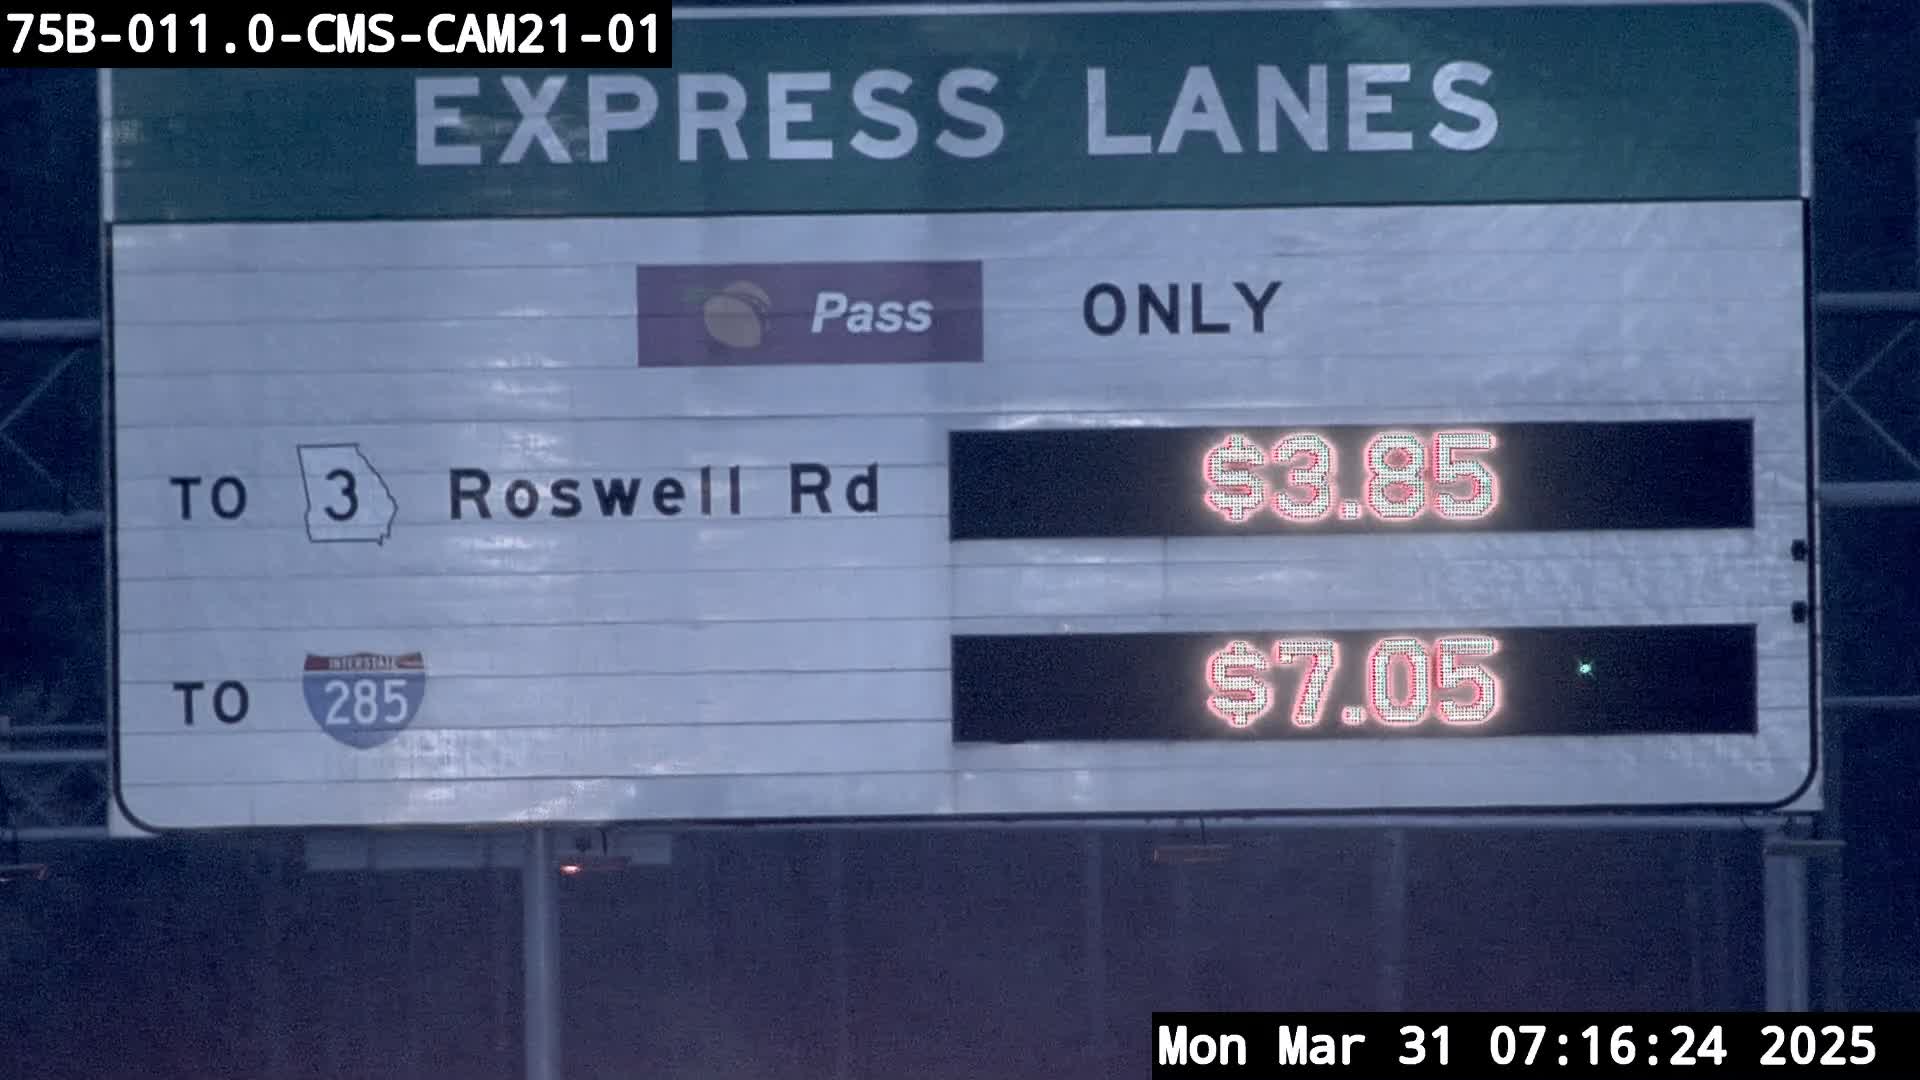 75B-011.0-CMS-CAM21-01
EXPRESS LANES
Pass ONLY
TO 3 Roswell Rd $3.85
INTERSTATE
TO 285 $7.05
Mon Mar 31 07:16:24 2025